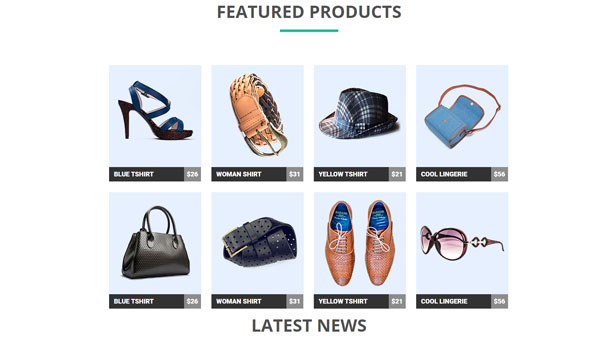 FEATURED PRODUCTS
BLUE TSHIRT $26
WOMAN SHIRT $31
YELLOW TSHIRT $21
COOL LINGERIE $56
BLUE TSHIRT $26
WOMAN SHIRT $31
YELLOW TSHIRT $21
COOL LINGERIE $56
LATEST NEWS